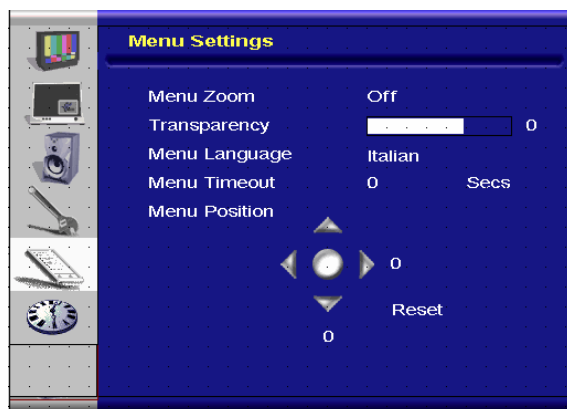 Menu Settings
Menu Zoom Off
Transparency 0
Menu Language Italian
Menu Timeout 0 Secs
Menu Position
0
Reset
0